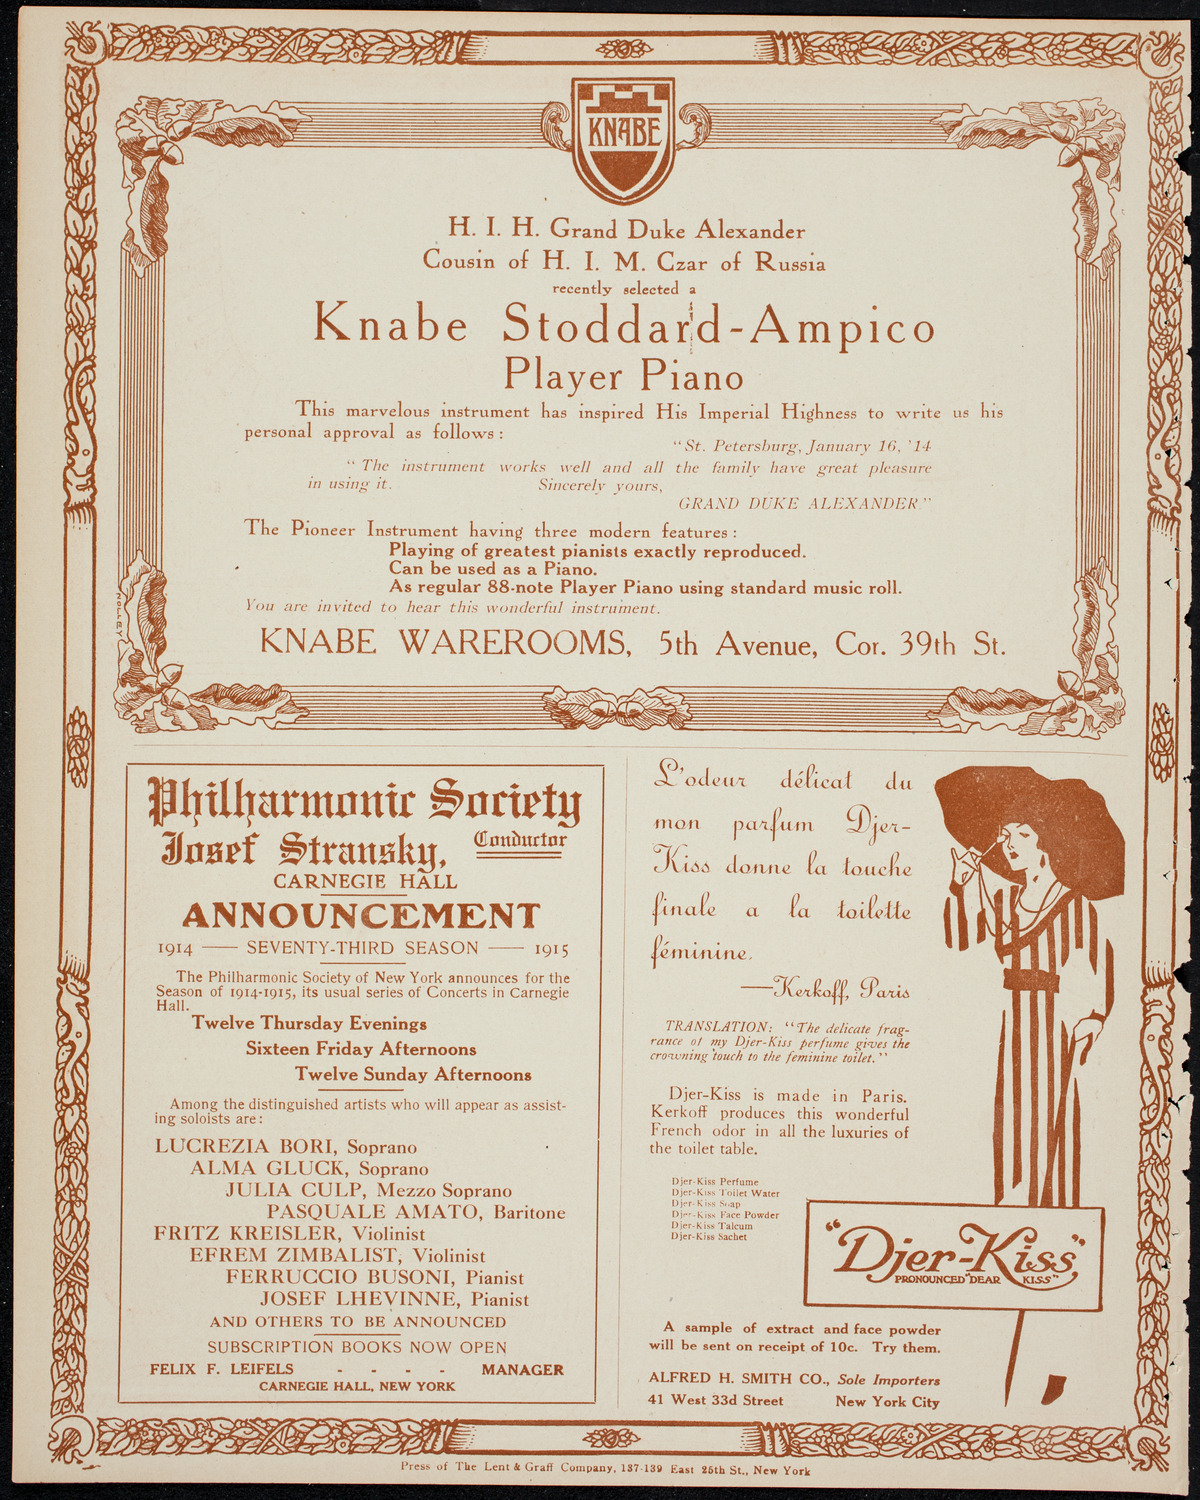 KNABE
H. I. H. Grand Duke Alexander
Cousin of H. I. M. Czar of Russia
recently selected a
Knabe Stoddard-Ampico
Player Piano
This marvelous instrument has inspired His Imperial Highness to write us his
personal approval as follows:
"St. Petersburg, January 16, '14
"The instrument works well and all the family have great pleasure
in using it. Sincerely yours,
GRAND DUKE ALEXANDER."
The Pioneer Instrument having three modern features:
Playing of greatest pianists exactly reproduced.
Can be used as a Piano.
As regular 88-note Player Piano using standard music roll.
You are invited to hear this wonderful instrument.
NOLLEY
KNABE WAREROOMS, 5th Avenue, Cor. 39th St.
Philharmonic Society
Josef Stransky, Conductor
CARNEGIE HALL
ANNOUNCEMENT
1914 — SEVENTY-THIRD SEASON — 1915
The Philharmonic Society of New York announces for the
Season of 1914-1915, its usual series of Concerts in Carnegie
Hall.
Twelve Thursday Evenings
Sixteen Friday Afternoons
Twelve Sunday Afternoons
Among the distinguished artists who will appear as assist-
ing soloists are:
LUCREZIA BORI, Soprano
ALMA GLUCK, Soprano
JULIA CULP, Mezzo Soprano
PASQUALE AMATO, Baritone
FRITZ KREISLER, Violinist
EFREM ZIMBALIST, Violinist
FERRUCCIO BUSONI, Pianist
JOSEF LHEVINNE, Pianist
AND OTHERS TO BE ANNOUNCED
SUBSCRIPTION BOOKS NOW OPEN
FELIX F. LEIFELS - - - - MANAGER
CARNEGIE HALL, NEW YORK
L'odeur délicat du
mon parfum Djer-
Kiss donne la touche
finale a la toilette
féminine.
—Kerkoff, Paris
TRANSLATION: "The delicate frag-
rance of my Djer-Kiss perfume gives the
crowning touch to the feminine toilet."
Djer-Kiss is made in Paris.
Kerkoff produces this wonderful
French odor in all the luxuries of
the toilet table.
Djer-Kiss Perfume
Djer-Kiss Toilet Water
Djer-Kiss Soap
Djer-Kiss Face Powder
Djer-Kiss Talcum
Djer-Kiss Sachet
"Djer-Kiss"
PRONOUNCED "DEAR KISS"
A sample of extract and face powder
will be sent on receipt of 10c. Try them.
ALFRED H. SMITH CO., Sole Importers
41 West 33d Street New York City
Press of The Lent & Graff Company, 137-139 East 25th St., New York